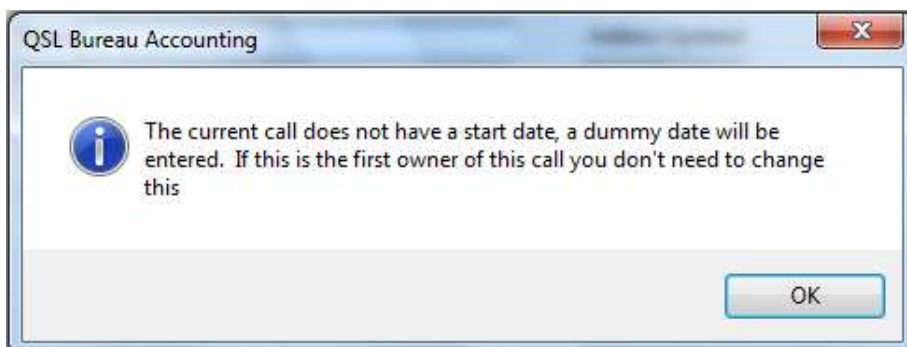 QSL Bureau Accounting
The current call does not have a start date, a dummy date will be
entered.  If this is the first owner of this call you don't need to change
this
OK